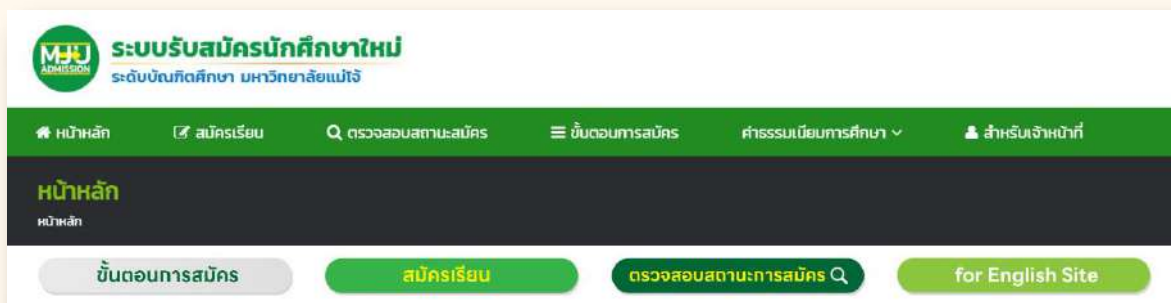 MJU
ADMISSION
ระบบรับสมัครนักศึกษาใหม่
ระดับบัณฑิตศึกษา มหาวิทยาลัยแม่โจ้
หน้าหลัก สมัครเรียน ตรวจสอบสถานะสมัคร ขั้นตอนการสมัคร ค่าธรรมเนียมการศึกษา สำหรับเจ้าหน้าที่
หน้าหลัก
หน้าหลัก
ขั้นตอนการสมัคร สมัครเรียน ตรวจสอบสถานะการสมัคร for English Site